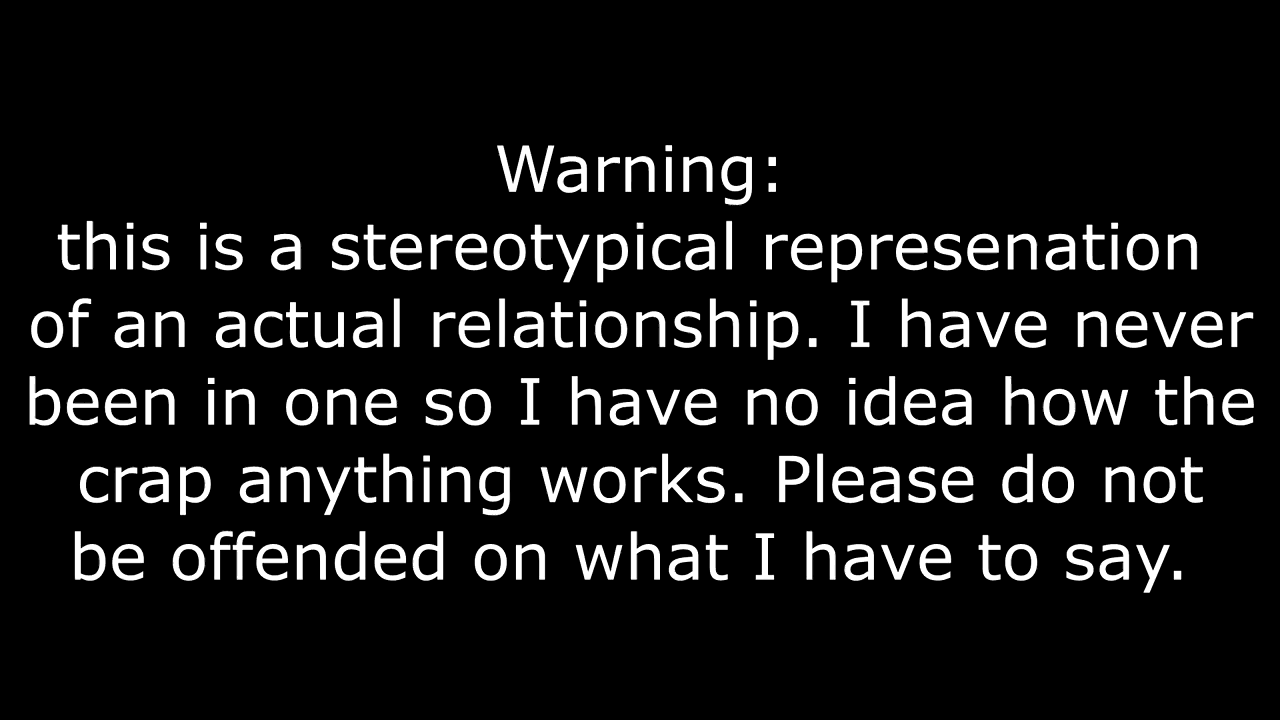 Warning:
this is a stereotypical represenation
of an actual relationship. I have never
been in one so I have no idea how the
crap anything works. Please do not
be offended on what I have to say.